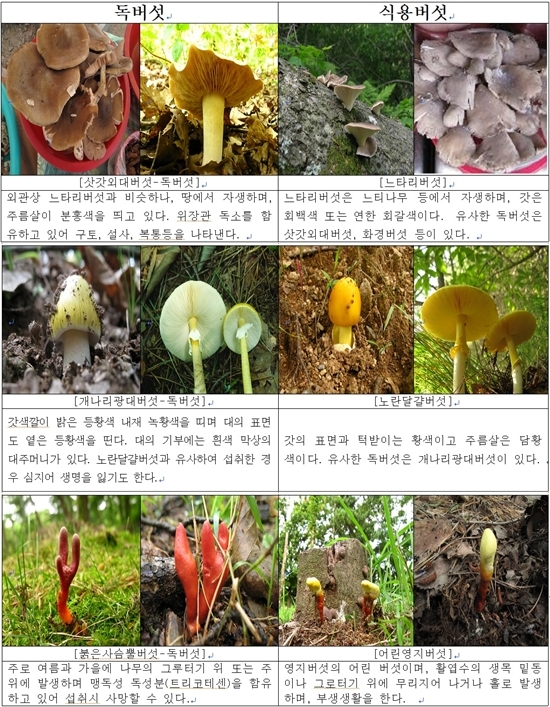 독버섯
식용버섯
[삿갓외대버섯-독버섯]
[느타리버섯]
외관상 느타리버섯과 비슷하나, 땅에서 자생하며,
주름살이 분홍색을 띄고 있다. 위장관 독소를 함
유하고 있어 구토, 설사, 복통등을 나타낸다.
느타리버섯은 느티나무 등에서 자생하며, 갓은
회백색 또는 연한 회갈색이다. 유사한 독버섯은
삿갓외대버섯, 화경버섯 등이 있다.
[개나리광대버섯-독버섯]
[노란달걀버섯]
갓색깔이 밝은 등황색 내재 녹황색을 띠며 대의 표면
도 옅은 등황색을 띤다. 대의 기부에는 흰색 막상의
대주머니가 있다. 노란달걀버섯과 유사하여 섭취한 경
우 심지어 생명을 잃기도 한다.
갓의 표면과 턱받이는 황색이고 주름살은 담황
색이다. 유사한 독버섯은 개나리광대버섯이 있다.
[붉은사슴뿔버섯-독버섯]
[어린영지버섯]
주로 여름과 가을에 나무의 그루터기 위 또는 주
위에 발생하며 맹독성 독성분(트리코테센)을 함유
하고 있어 섭취시 사망할 수 있다.
영지버섯의 어린 버섯이며, 활엽수의 생목 밑동
이나 그로터기 위에 무리지어 나거나 홀로 발생
하며, 부생생활을 한다.